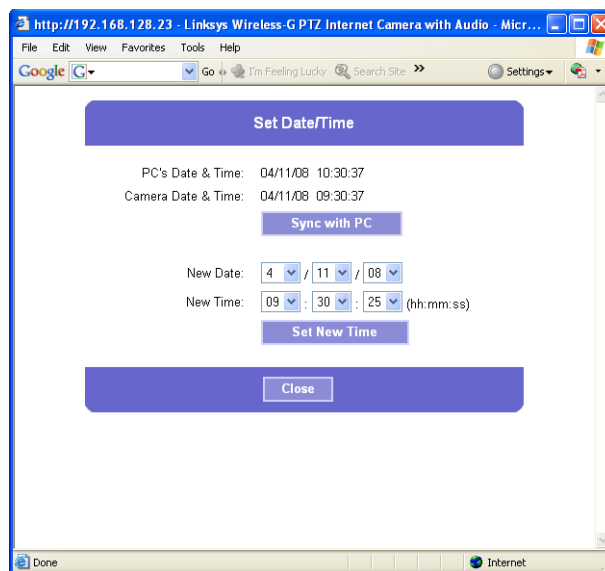 http://192.168.128.23 - Linksys Wireless-G PTZ Internet Camera with Audio - Micr...
File Edit View Favorites Tools Help
Google G Go I'm Feeling Lucky Search Site >> Settings
Set Date/Time
PC's Date & Time: 04/11/08 10:30:37
Camera Date & Time: 04/11/08 09:30:37
Sync with PC
New Date: 4 / 11 / 08
New Time: 09 : 30 : 25 (hh:mm:ss)
Set New Time
Close
Done Internet